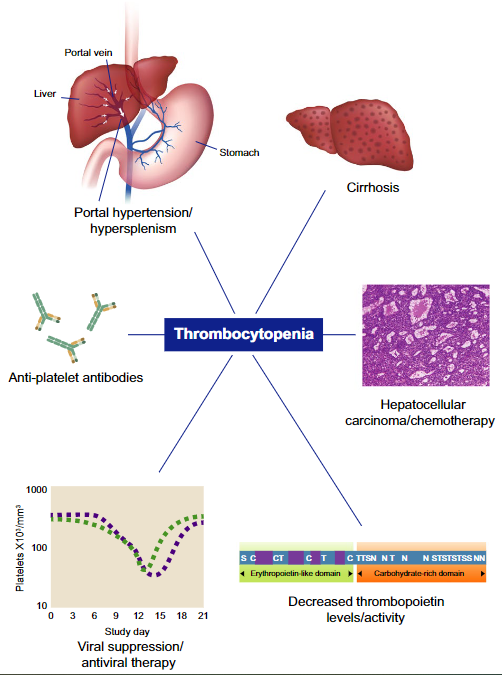 Portal vein
Liver
Stomach
Portal hypertension/
hypersplenism
Cirrhosis
Thrombocytopenia
Anti-platelet antibodies
Hepatocellular
carcinoma/chemotherapy
Platelets X10³/mm³
1000
100
10
0 3 6 9 12 15 18 21
Study day
Viral suppression/
antiviral therapy
S C CT C T C TTSN N T N N STSTSTSS NN
Erythropoietin-like domain Carbohydrate-rich domain
Decreased thrombopoietin
levels/activity